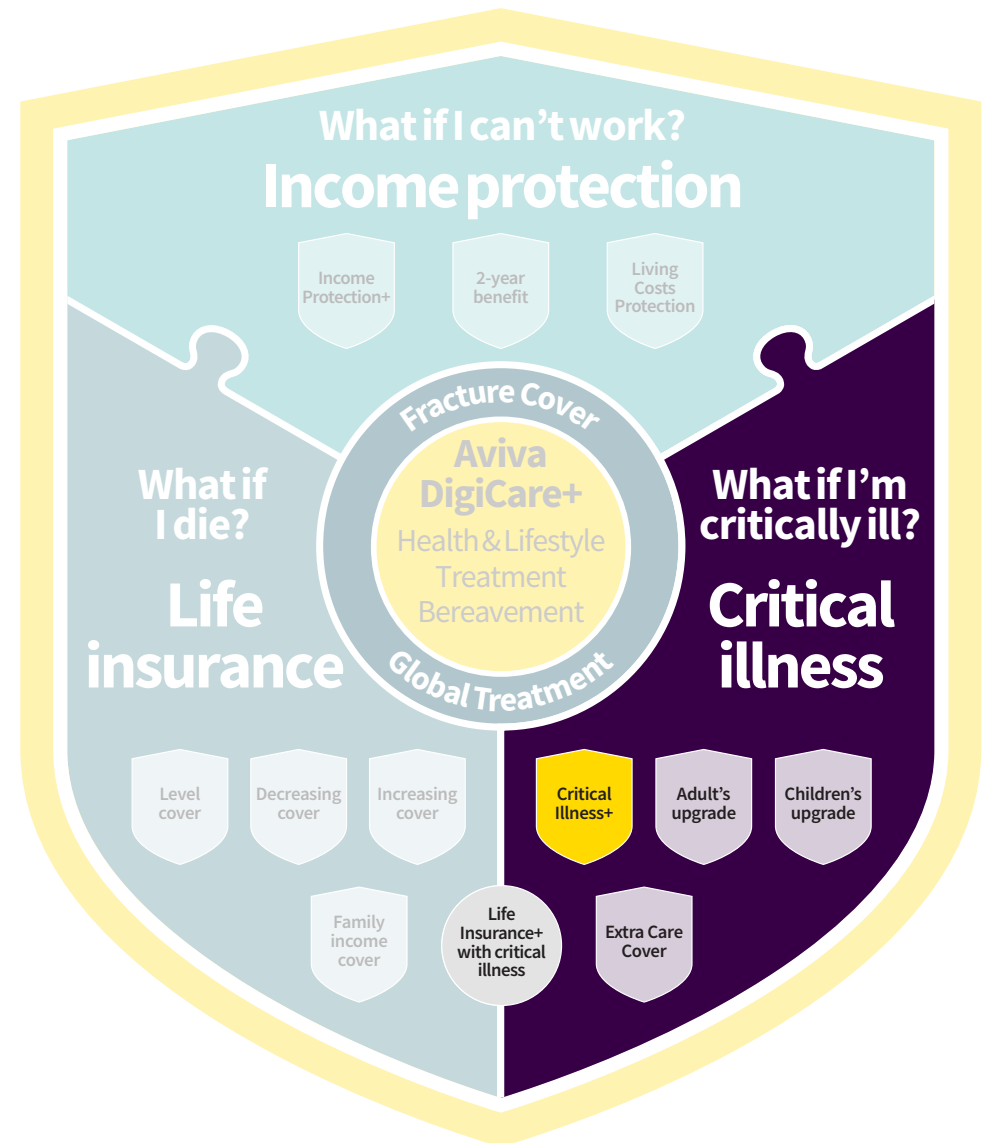 What if I can’t work?
Income protection
Income
Protection+
2-year
benefit
Living
Costs
Protection
Fracture Cover
Aviva
DigiCare+
Health & Lifestyle
Treatment
Bereavement
Global Treatment
What if
I die?
Life
insurance
What if I’m
critically ill?
Critical
illness
Level
cover
Decreasing
cover
Increasing
cover
Critical
Illness+
Adult’s
upgrade
Children’s
upgrade
Family
income
cover
Life
Insurance+
with critical
illness
Extra Care
Cover